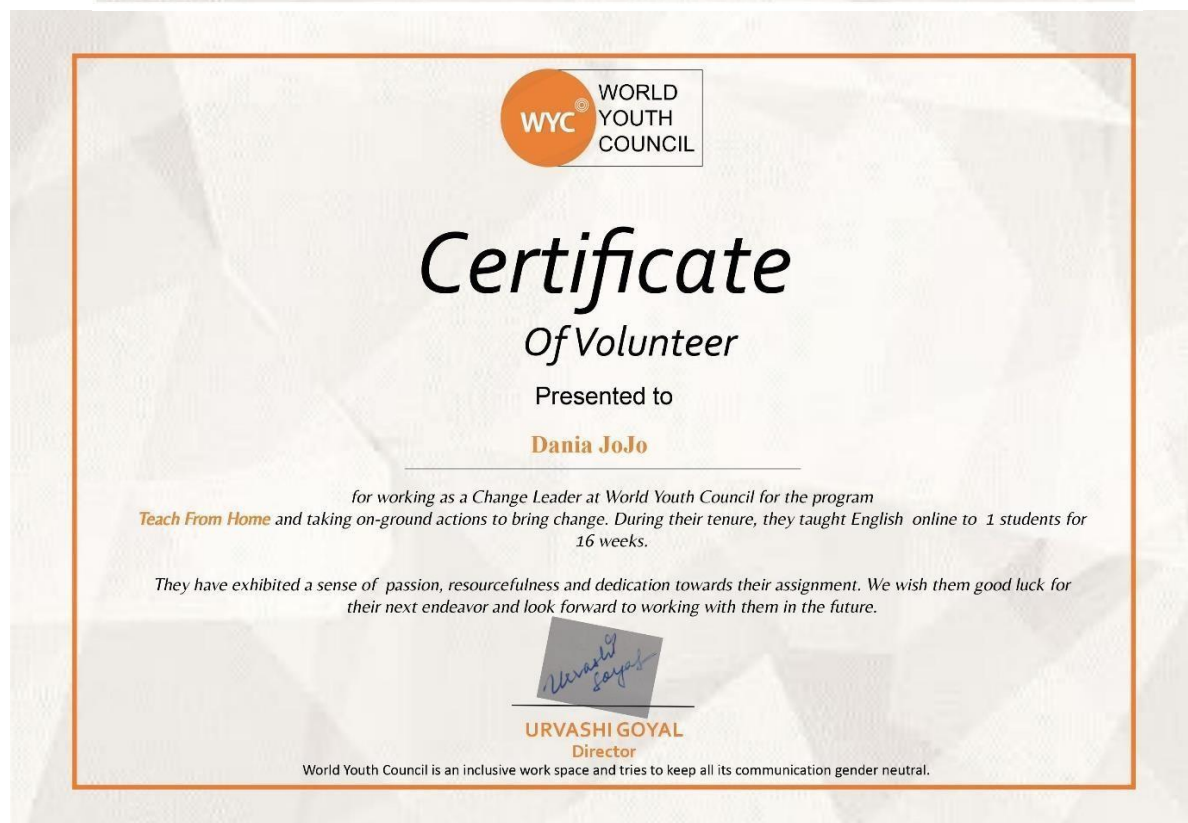 WYC
WORLD
YOUTH
COUNCIL
Certificate
Of Volunteer
Presented to
Dania JoJo
for working as a Change Leader at World Youth Council for the program
Teach From Home and taking on-ground actions to bring change. During their tenure, they taught English online to 1 students for
16 weeks.
They have exhibited a sense of passion, resourcefulness and dedication towards their assignment. We wish them good luck for
their next endeavor and look forward to working with them in the future.
Urvashi
Goyal
URVASHI GOYAL
Director
World Youth Council is an inclusive work space and tries to keep all its communication gender neutral.